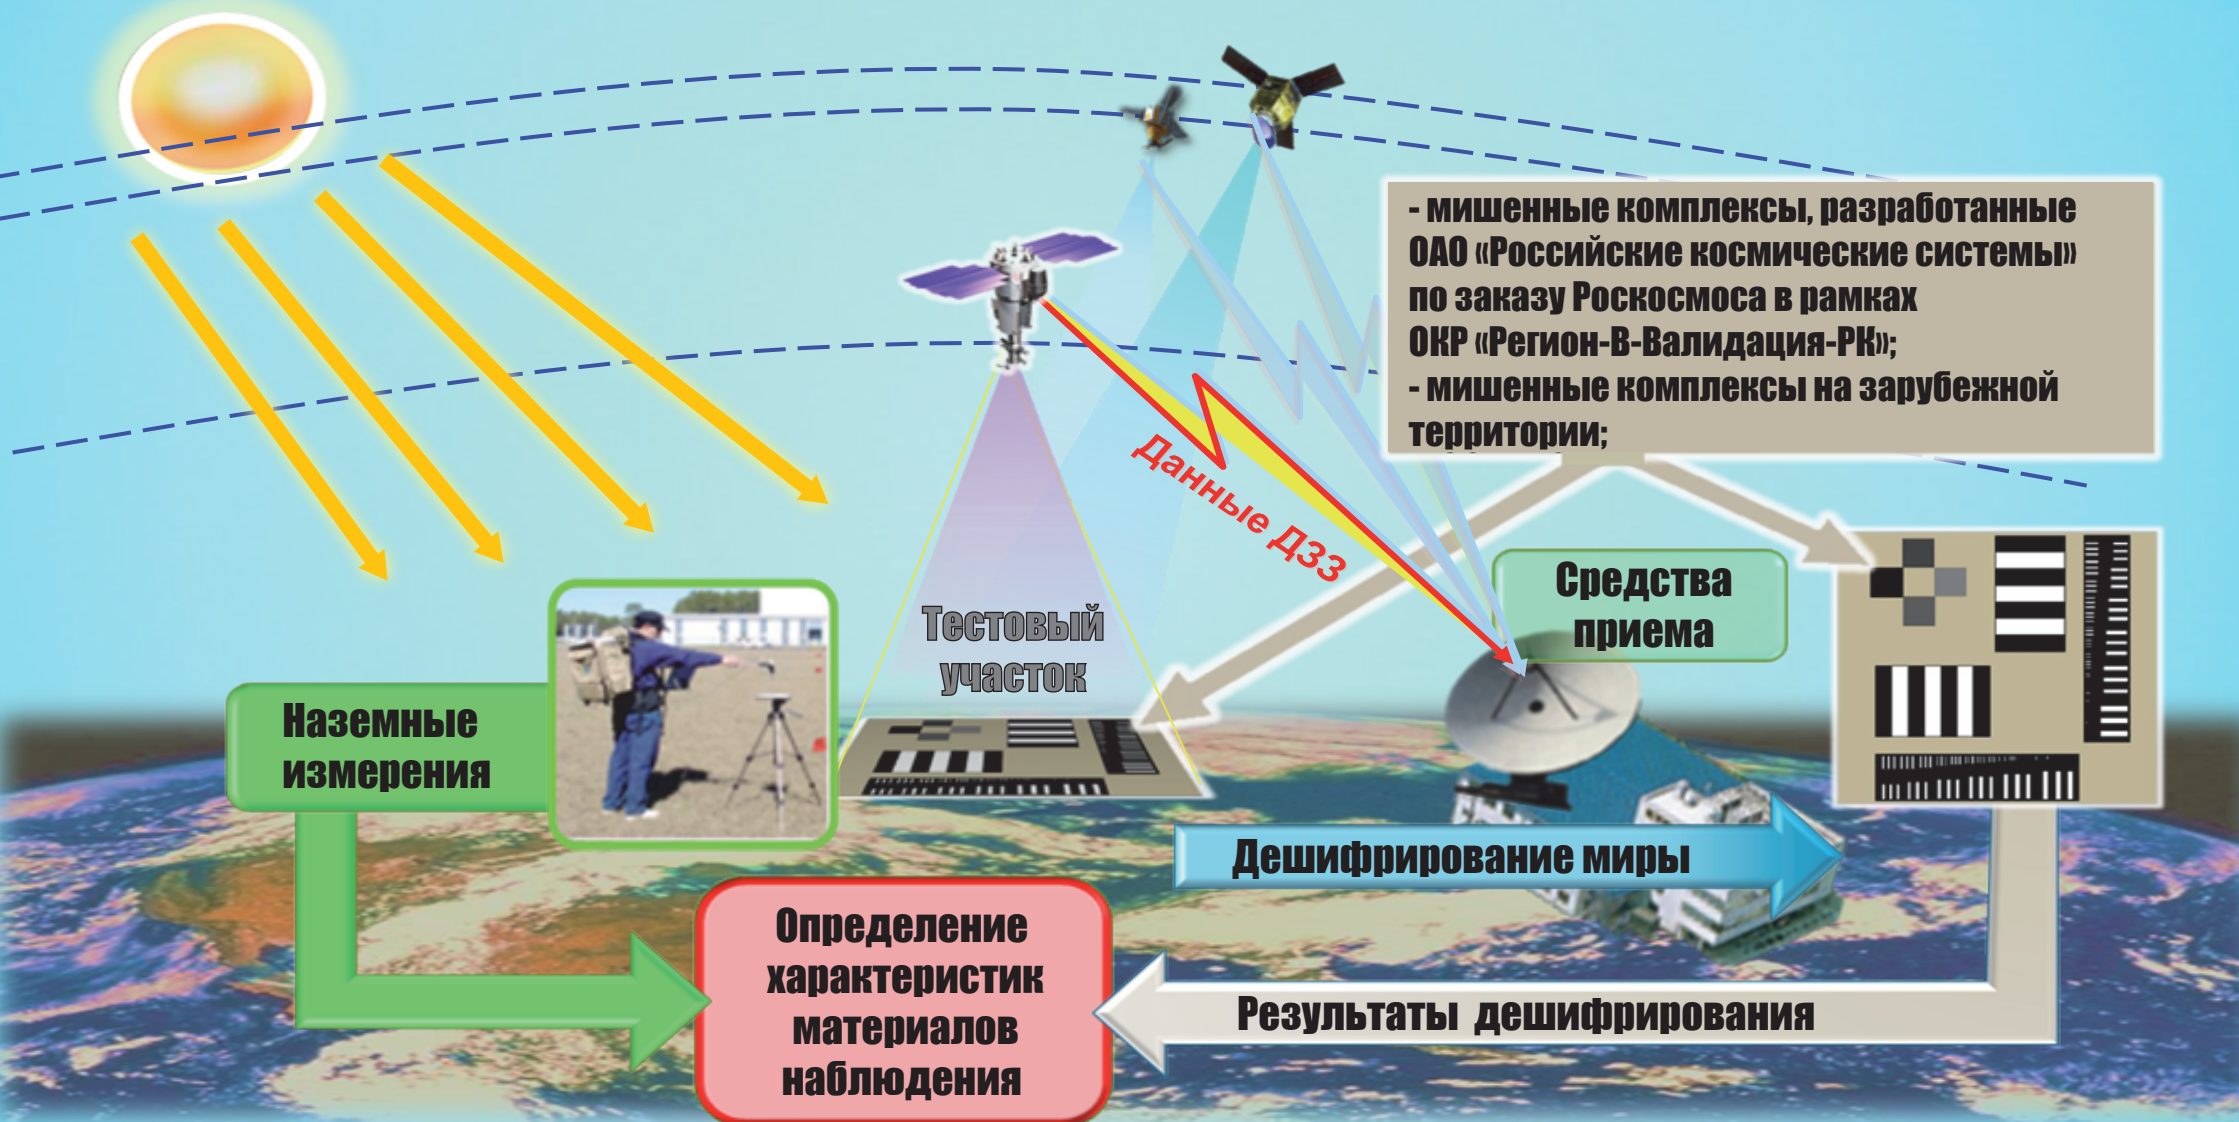 - мишенные комплексы, разработанные
ОАО «Российские космические системы»
по заказу Роскосмоса в рамках
ОКР «Регион-В-Валидация-РК»;
- мишенные комплексы на зарубежной
территории;
Данные ДЗЗ
Средства
приема
Тестовый
участок
Наземные
измерения
Дешифрирование миры
Определение
характеристик
материалов
наблюдения
Результаты дешифрирования